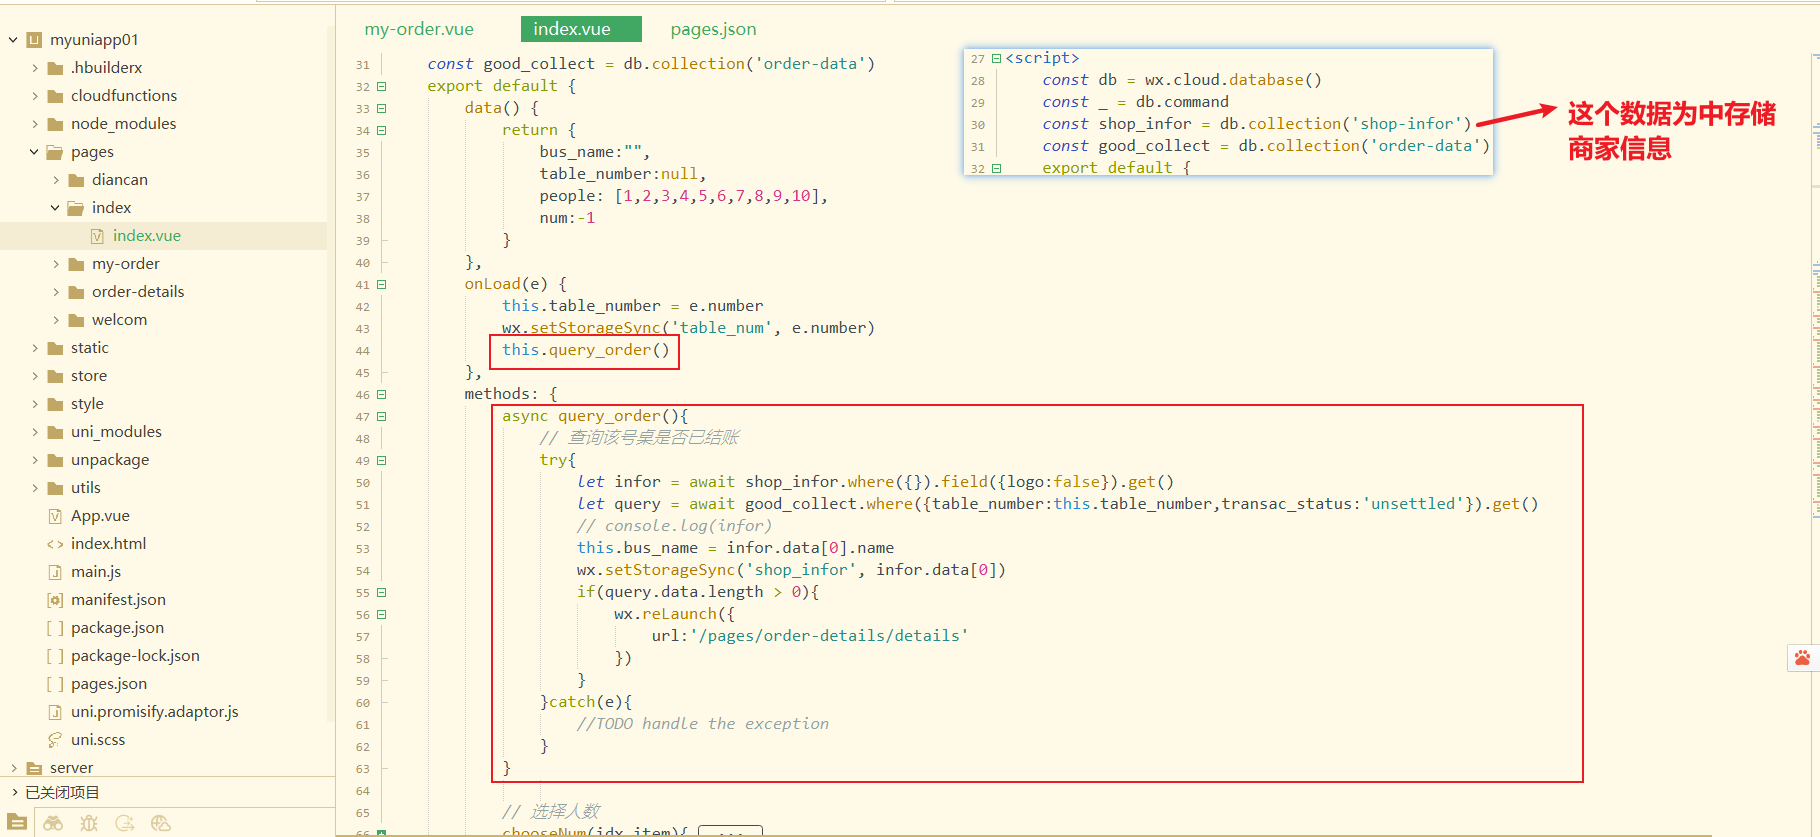 myuniapp01
.hbuilderx
cloudfunctions
node_modules
pages
diancan
index
index.vue
my-order
order-details
welcom
static
store
style
uni_modules
unpackage
utils
App.vue
index.html
main.js
manifest.json
package.json
package-lock.json
pages.json
uni.promisify.adaptor.js
uni.scss
server
已关闭项目
my-order.vue index.vue pages.json
31 const good_collect = db.collection('order-data')
32 export default {
33 data() {
34 return {
35 bus_name:"",
36 table_number:null,
37 people: [1,2,3,4,5,6,7,8,9,10],
38 num:-1
39 }
40 },
41 onLoad(e) {
42 this.table_number = e.number
43 wx.setStorageSync('table_num', e.number)
44 this.query_order()
45 },
46 methods: {
47 async query_order(){
48 // 查询该号桌是否已结账
49 try{
50 let infor = await shop_infor.where({}).field({logo:false}).get()
51 let query = await good_collect.where({table_number:this.table_number,transac_status:'unsettled'}).get()
52 // console.log(infor)
53 this.bus_name = infor.data[0].name
54 wx.setStorageSync('shop_infor', infor.data[0])
55 if(query.data.length > 0){
56 wx.reLaunch({
57 url:'/pages/order-details/details'
58 })
59 }
60 }catch(e){
61 //TODO handle the exception
62 }
63 }
64
65 // 选择人数
66 chooseNum(idx,item){ ...
27 <script>
28 const db = wx.cloud.database()
29 const _ = db.command
30 const shop_infor = db.collection('shop-infor')
31 const good_collect = db.collection('order-data')
32 export default {
这个数据为中存储
商家信息